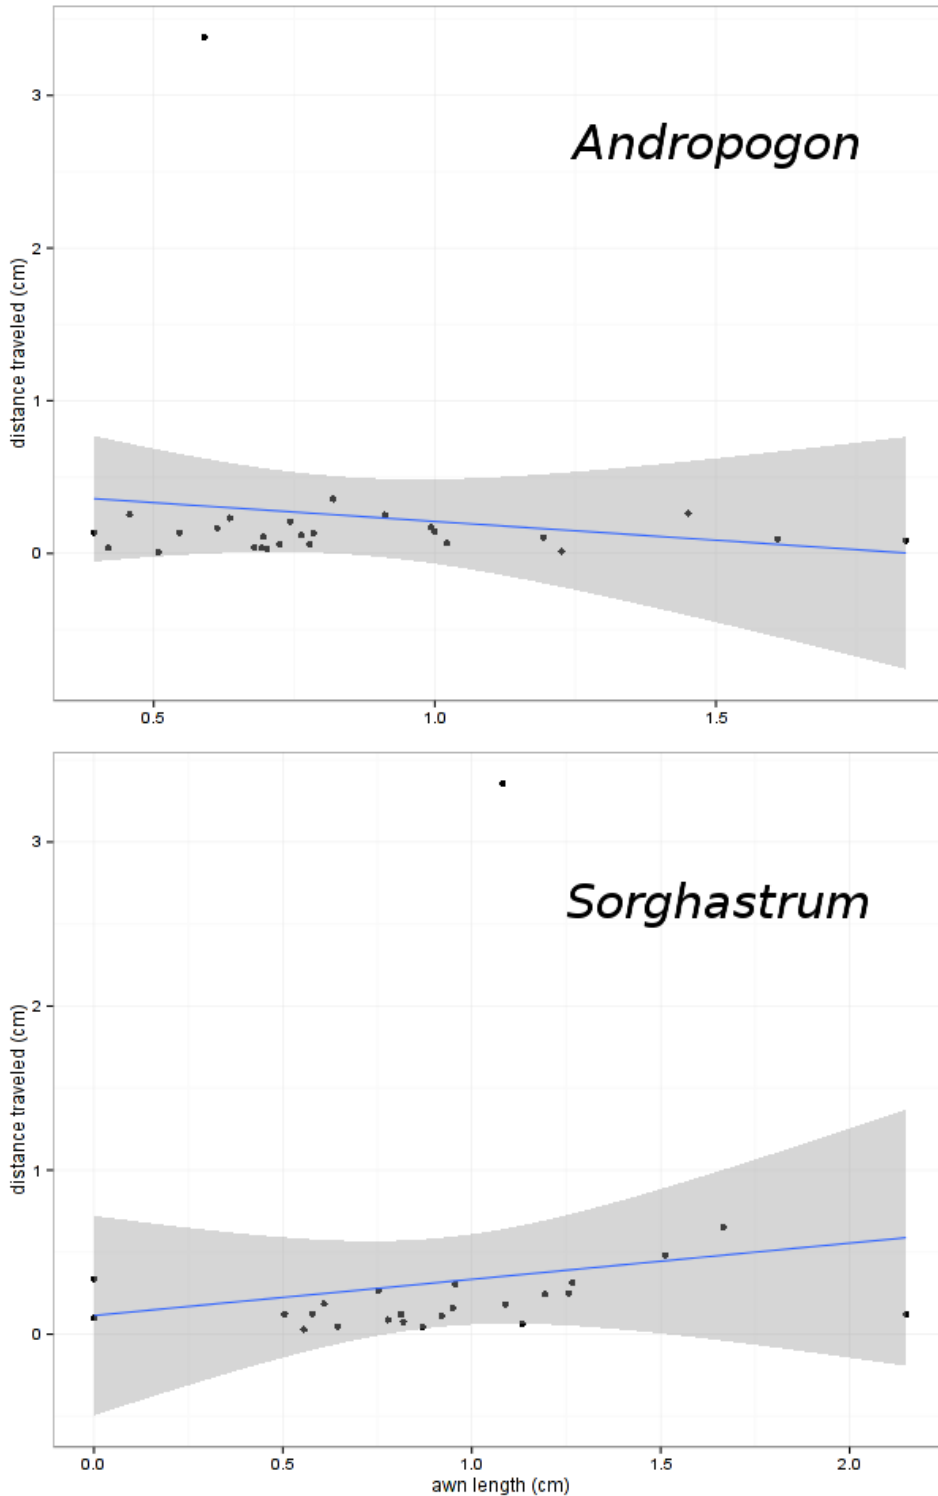 3
Andropogon
2
distance traveled (cm)
1
0
0.5 1.0 1.5
3
Sorghastrum
2
distance traveled (cm)
1
0
0.0 0.5 1.0 1.5 2.0
awn length (cm)